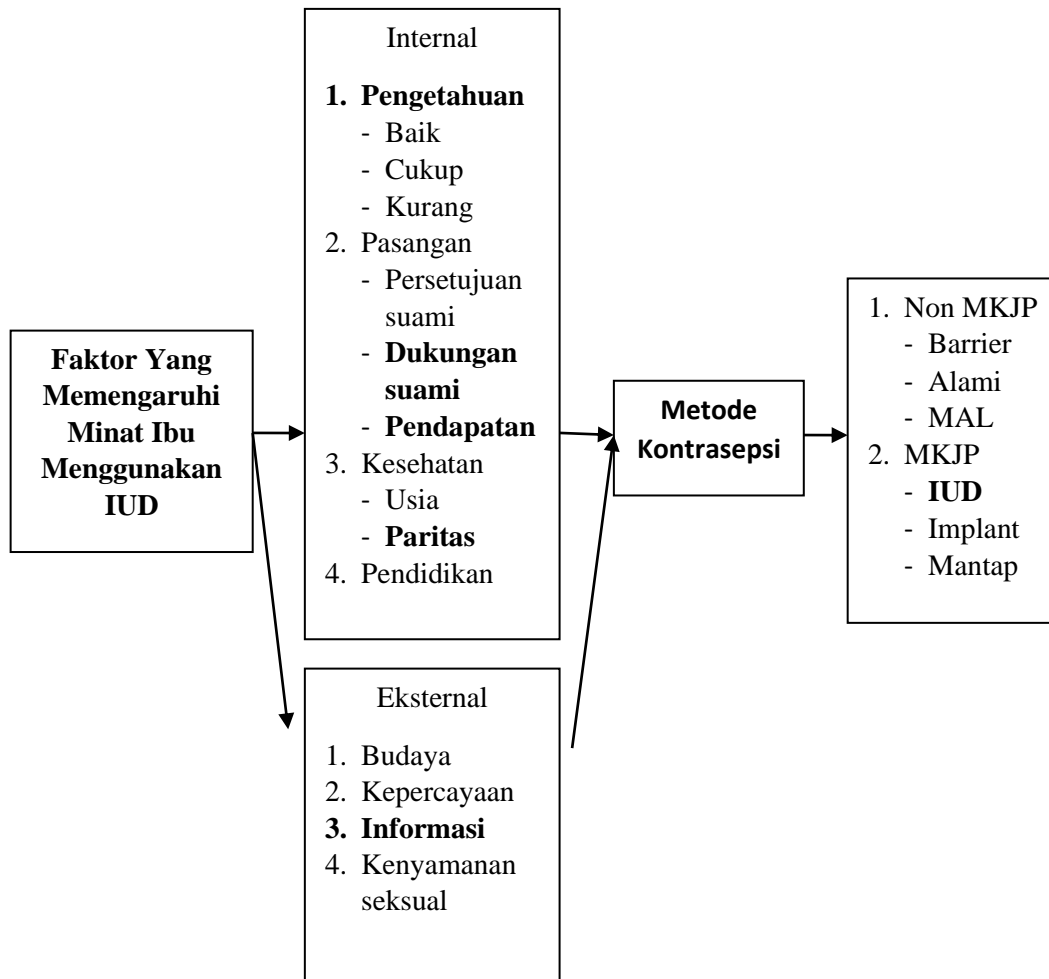 Faktor Yang
Memengaruhi
Minat Ibu
Menggunakan
IUD
Internal
1. Pengetahuan
- Baik
- Cukup
- Kurang
2. Pasangan
- Persetujuan
suami
- Dukungan
suami
- Pendapatan
3. Kesehatan
- Usia
- Paritas
4. Pendidikan
Eksternal
1. Budaya
2. Kepercayaan
3. Informasi
4. Kenyamanan
seksual
Metode
Kontrasepsi
1. Non MKJP
- Barrier
- Alami
- MAL
2. MKJP
- IUD
- Implant
- Mantap